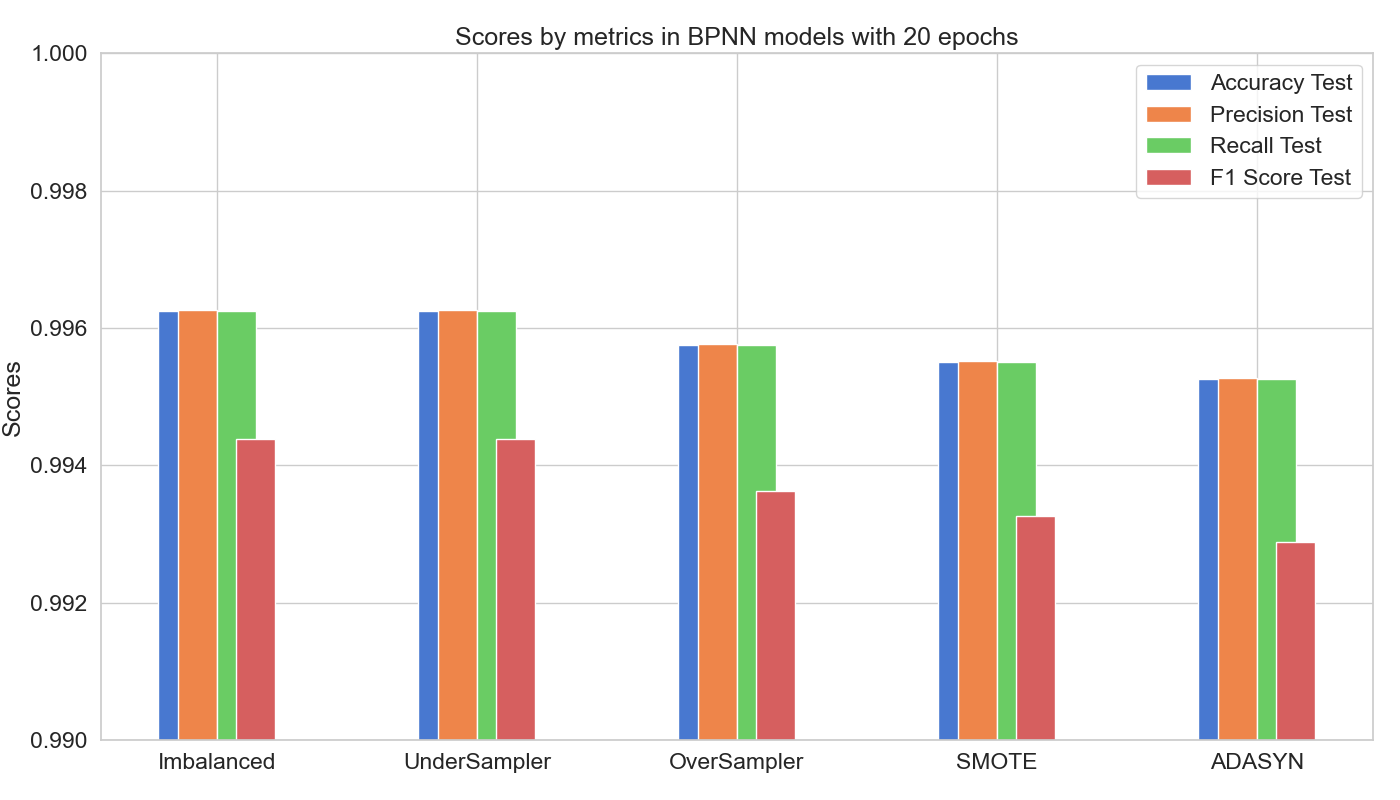 Scores by metrics in BPNN models with 20 epochs
1.000
0.998
0.996
0.994
0.992
0.990
Scores
Accuracy Test
Precision Test
Recall Test
F1 Score Test
Imbalanced
UnderSampler
OverSampler
SMOTE
ADASYN